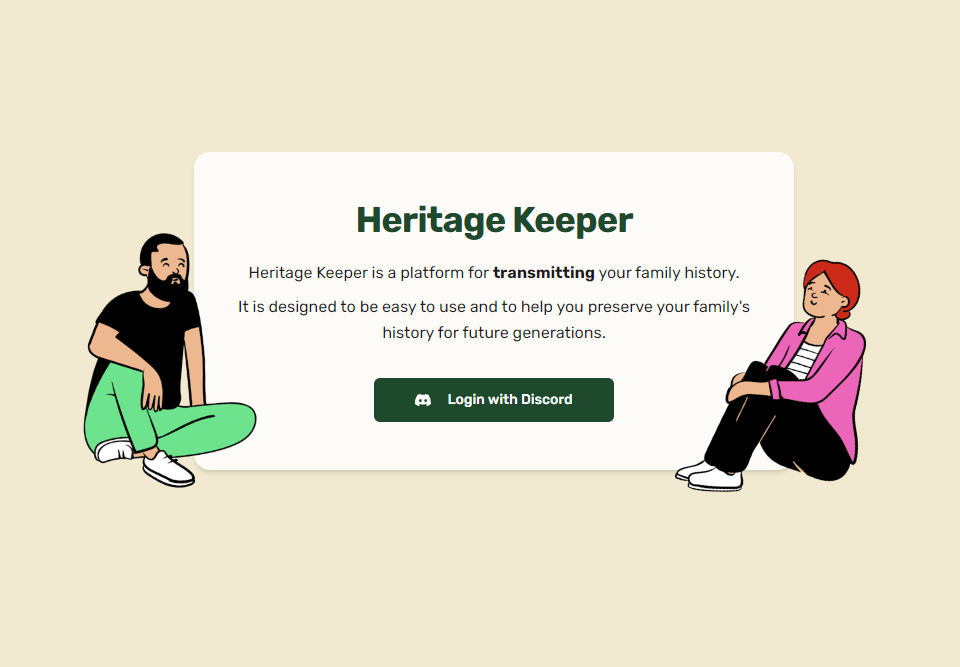 Heritage Keeper
Heritage Keeper is a platform for transmitting your family history.
It is designed to be easy to use and to help you preserve your family's
history for future generations.
Login with Discord